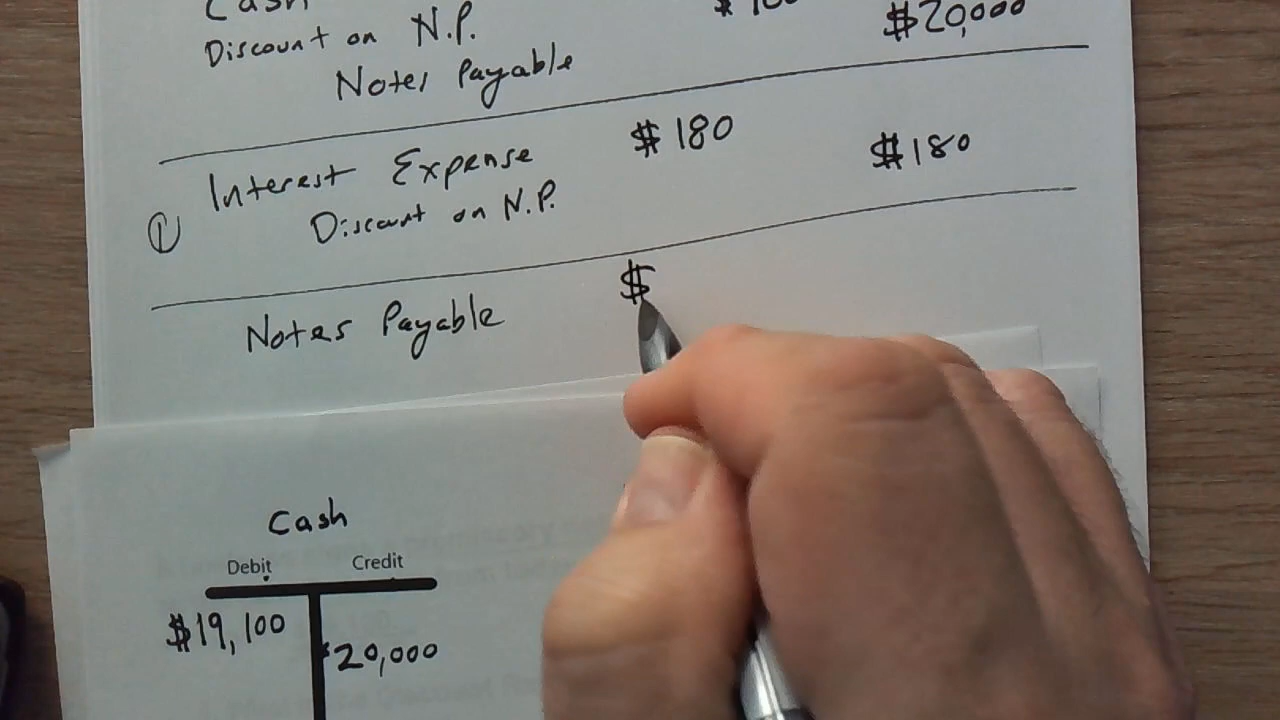 Cash
Discount on N.P.
Notes Payable $20,000
Interest Expense $180
① Discount on N.P. $180
Notes Payable $
Cash
Debit Credit
$19,100
$20,000